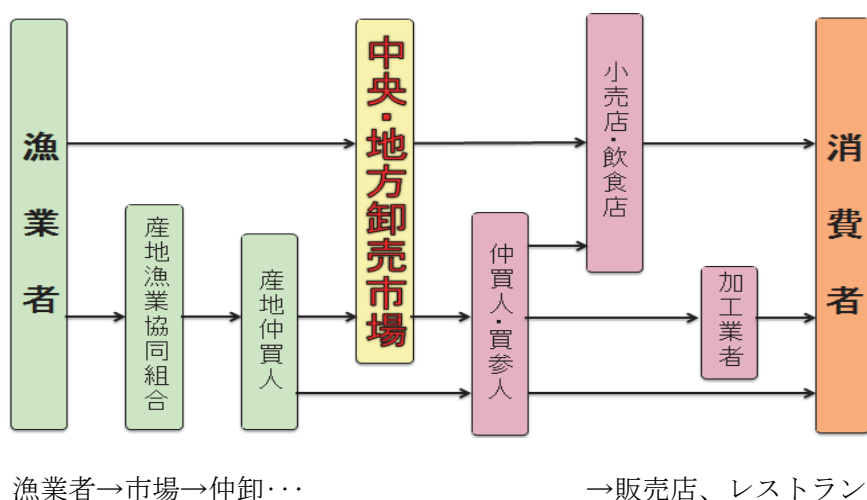 漁業者
産地漁業協同組合
産地仲買人
中央・地方卸売市場
仲買人・買参人
小売店・飲食店
加工業者
消費者
漁業者→市場→仲卸･･･
→販売店、レストラン